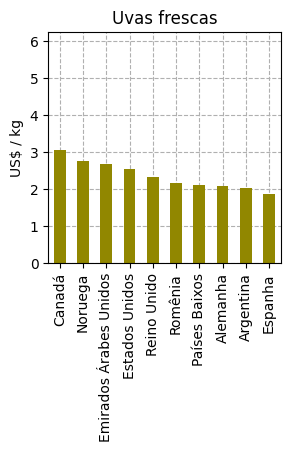 Uvas frescas
US$ / kg
6
5
4
3
2
1
0
Canadá
Noruega
Emirados Árabes Unidos
Estados Unidos
Reino Unido
Romênia
Países Baixos
Alemanha
Argentina
Espanha